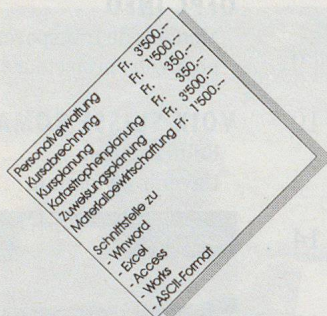 Personalverwaltung Fr. 3'500.--
Kursabrechnung Fr. 1'500.--
Kursplanung Fr. 350.--
Katastrophenplanung Fr. 350.--
Zuweisungsplanung Fr. 3'500.--
Materialbewirtschaftung Fr. 1'500.--
Schnittstelle zu
- Winword
- Excel
- Access
- Works
- ASCII-Format